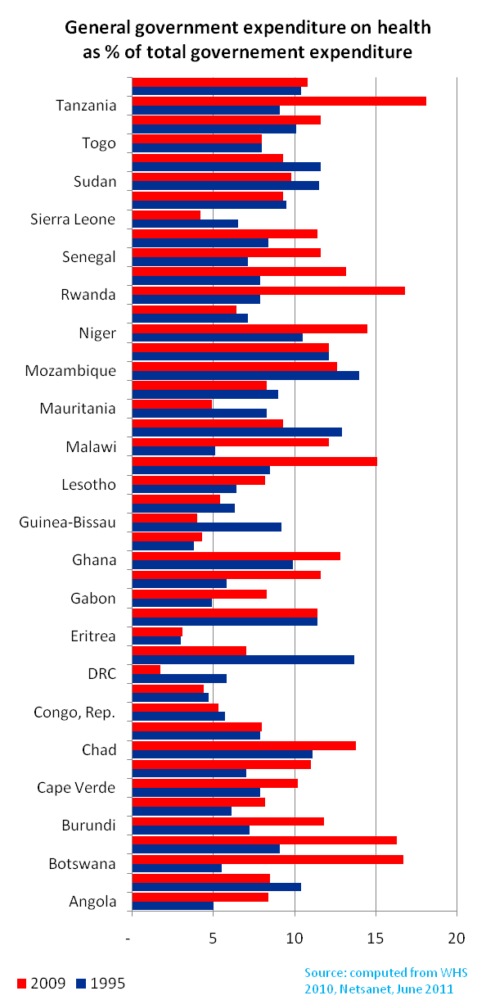 General government expenditure on health
as % of total governement expenditure
Tanzania
Togo
Sudan
Sierra Leone
Senegal
Rwanda
Niger
Mozambique
Mauritania
Malawi
Lesotho
Guinea-Bissau
Ghana
Gabon
Eritrea
DRC
Congo, Rep.
Chad
Cape Verde
Burundi
Botswana
Angola
- 5 10 15 20
2009 1995
Source: computed from WHS
2010, Netsanet, June 2011